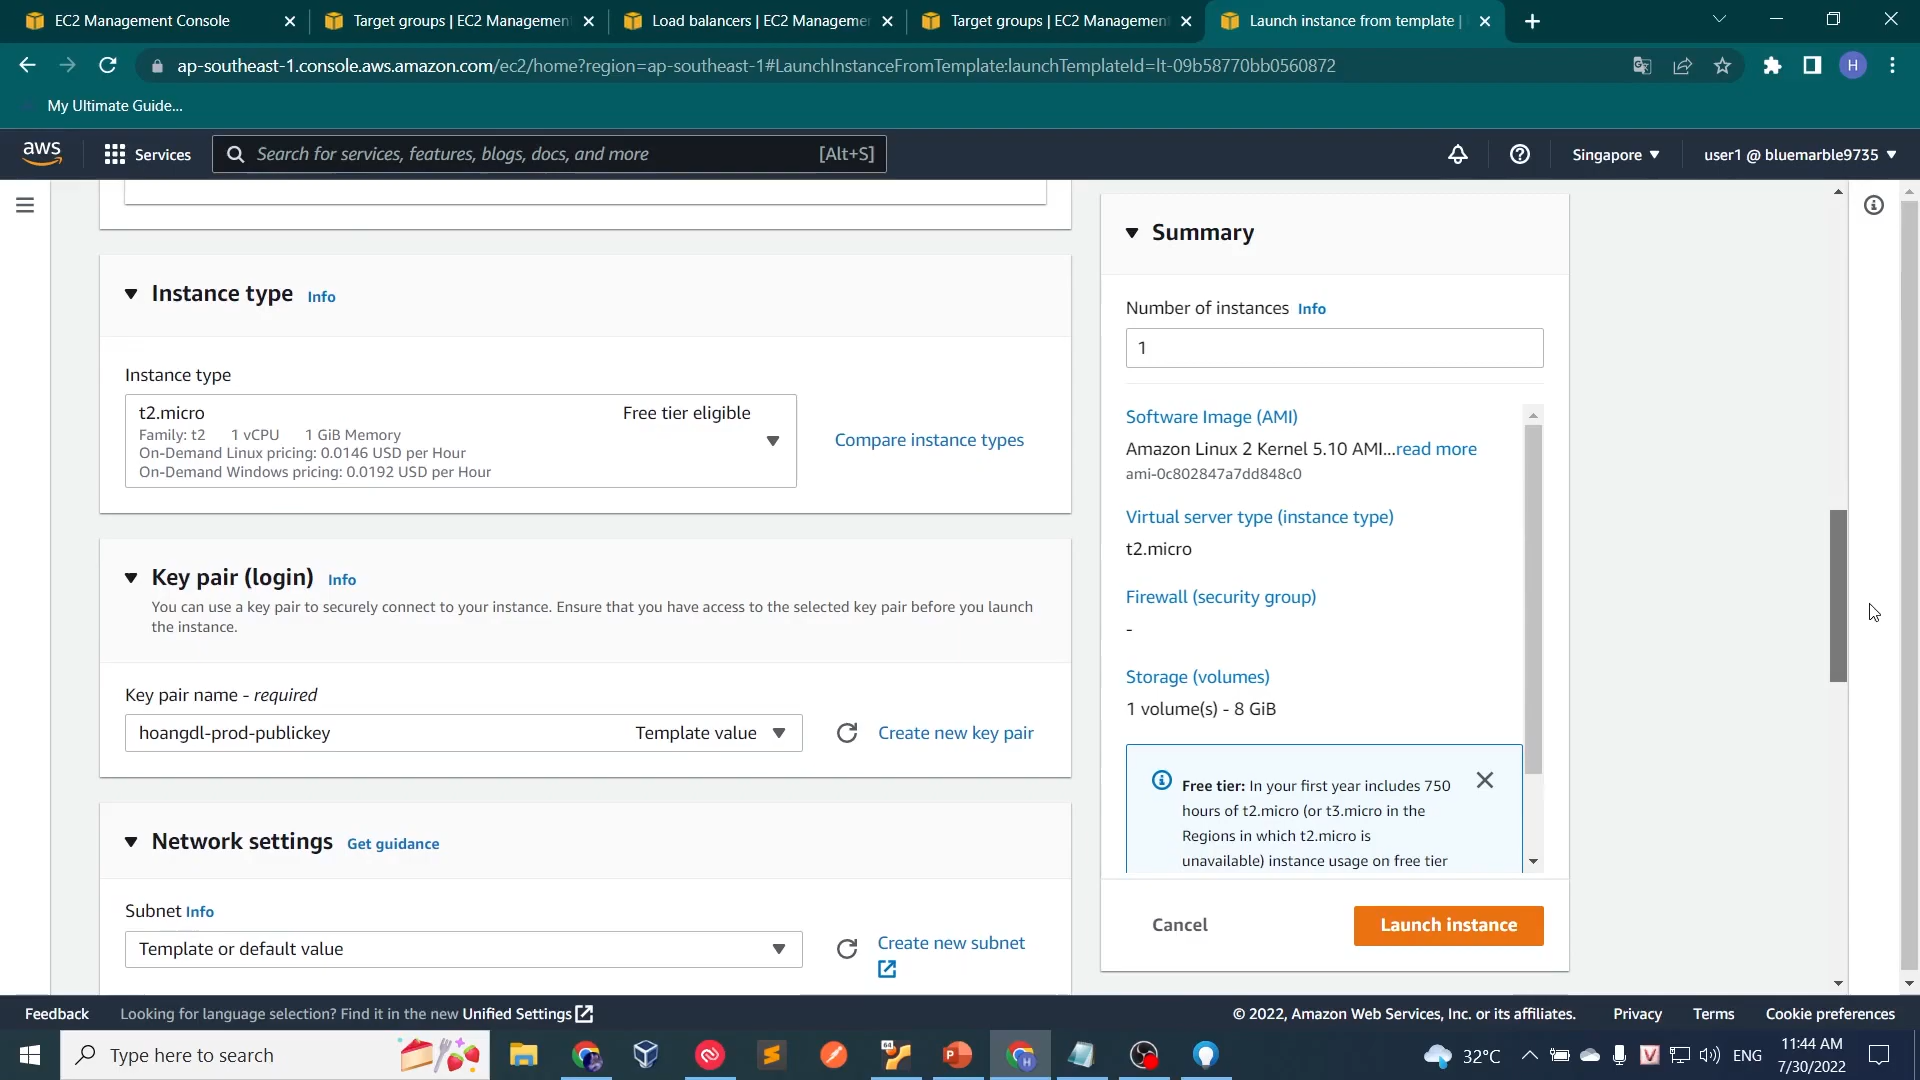 EC2 Management Console
Target groups | EC2 Management
Load balancers | EC2 Managemer
Target groups | EC2 Management
Launch instance from template |
ap-southeast-1.console.aws.amazon.com/ec2/home?region=ap-southeast-1#LaunchInstanceFromTemplate:launchTemplateId=lt-09b58770bb0560872
H
My Ultimate Guide...
aws
Services
Search for services, features, blogs, docs, and more
[Alt+S]
Singapore
user1 @ bluemarble9735
Instance type Info
Instance type
t2.micro
Free tier eligible
Family: t2 1 vCPU 1 GiB Memory
On-Demand Linux pricing: 0.0146 USD per Hour
On-Demand Windows pricing: 0.0192 USD per Hour
Compare instance types
Key pair (login) Info
You can use a key pair to securely connect to your instance. Ensure that you have access to the selected key pair before you launch
the instance.
Key pair name - required
hoangdl-prod-publickey
Template value
Create new key pair
Network settings Get guidance
Subnet Info
Template or default value
Create new subnet
Summary
Number of instances Info
1
Software Image (AMI)
Amazon Linux 2 Kernel 5.10 AMI...read more
ami-0c802847a7dd848c0
Virtual server type (instance type)
t2.micro
Firewall (security group)
-
Storage (volumes)
1 volume(s) - 8 GiB
Free tier: In your first year includes 750
hours of t2.micro (or t3.micro in the
Regions in which t2.micro is
unavailable) instance usage on free tier
Cancel
Launch instance
Feedback
Looking for language selection? Find it in the new Unified Settings
© 2022, Amazon Web Services, Inc. or its affiliates.
Privacy
Terms
Cookie preferences
Type here to search
64
P
H
32°C
V
ENG
11:44 AM
7/30/2022